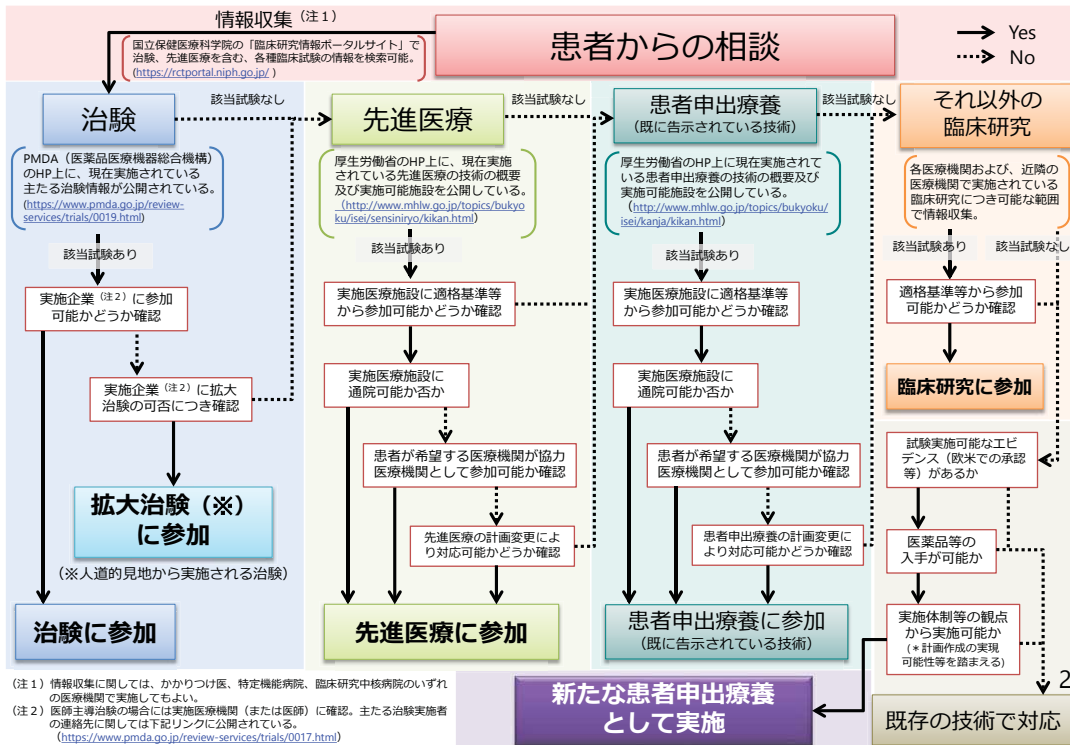 情報収集（注１）
国立保健医療科学院の「臨床研究情報ポータルサイト」で
治験、先進医療を含む、各種臨床試験の情報を検索可能。
(https://rctportal.niph.go.jp/ )
患者からの相談
Yes
No
治験
該当試験なし
PMDA（医薬品医療機器総合機構）
のHP上に、現在実施されている
主たる治験情報が公開されている。
(https://www.pmda.go.jp/review-
services/trials/0019.html)
該当試験あり
実施企業（注２）に参加
可能かどうか確認
実施企業（注２）に拡大
治験の可否につき確認
拡大治験（※）
に参加
（※人道的見地から実施される治験）
治験に参加
先進医療
該当試験なし
厚生労働省のHP上に、現在実施
されている先進医療の技術の概要
及び実施可能施設を公開している。
（http://www.mhlw.go.jp/topics/bukyo
ku/isei/sensiniryo/kikan.html）
該当試験あり
実施医療施設に適格基準等
から参加可能かどうか確認
実施医療施設に
通院可能か否か
患者が希望する医療機関が協力
医療機関として参加可能か確認
先進医療の計画変更によ
り対応可能かどうか確認
先進医療に参加
患者申出療養
（既に告示されている技術）
該当試験なし
厚生労働省のHP上に現在実施されて
いる患者申出療養の技術の概要及び
実施可能施設を公開している。
（http://www.mhlw.go.jp/topics/bukyoku/
isei/kanja/kikan.html）
該当試験あり
実施医療施設に適格基準等
から参加可能かどうか確認
実施医療施設に
通院可能か否か
患者が希望する医療機関が協力
医療機関として参加可能か確認
患者申出療養の計画変更に
より対応可能かどうか確認
患者申出療養に参加
（既に告示されている技術）
それ以外の
臨床研究
各医療機関および、近隣の
医療機関で実施されている
臨床研究につき可能な範囲
で情報収集。
該当試験あり
該当試験なし
適格基準等から参加
可能かどうか確認
臨床研究に参加
試験実施可能なエビ
デンス（欧米での承認
等）があるか
医薬品等の
入手が可能か
実施体制等の観点
から実施可能か
(＊計画作成の実現
可能性等を踏まえる)
新たな患者申出療養
として実施
既存の技術で対応
2
（注１）情報収集に関しては、かかりつけ医、特定機能病院、臨床研究中核病院のいずれ
の医療機関で実施してもよい。
（注２）医師主導治験の場合には実施医療機関（または医師）に確認。主たる治験実施者
の連絡先に関しては下記リンクに公開されている。
（https://www.pmda.go.jp/review-services/trials/0017.html）